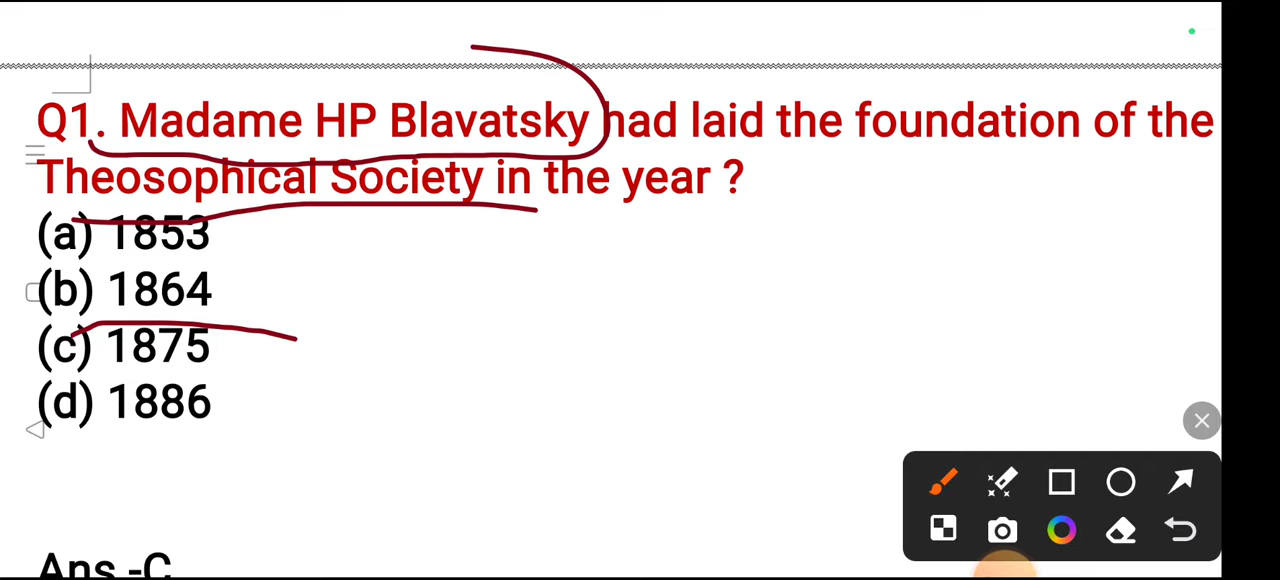 Q1. Madame HP Blavatsky had laid the foundation of the
Theosophical Society in the year ?
(a) 1853
(b) 1864
(c) 1875
(d) 1886
Ans -C